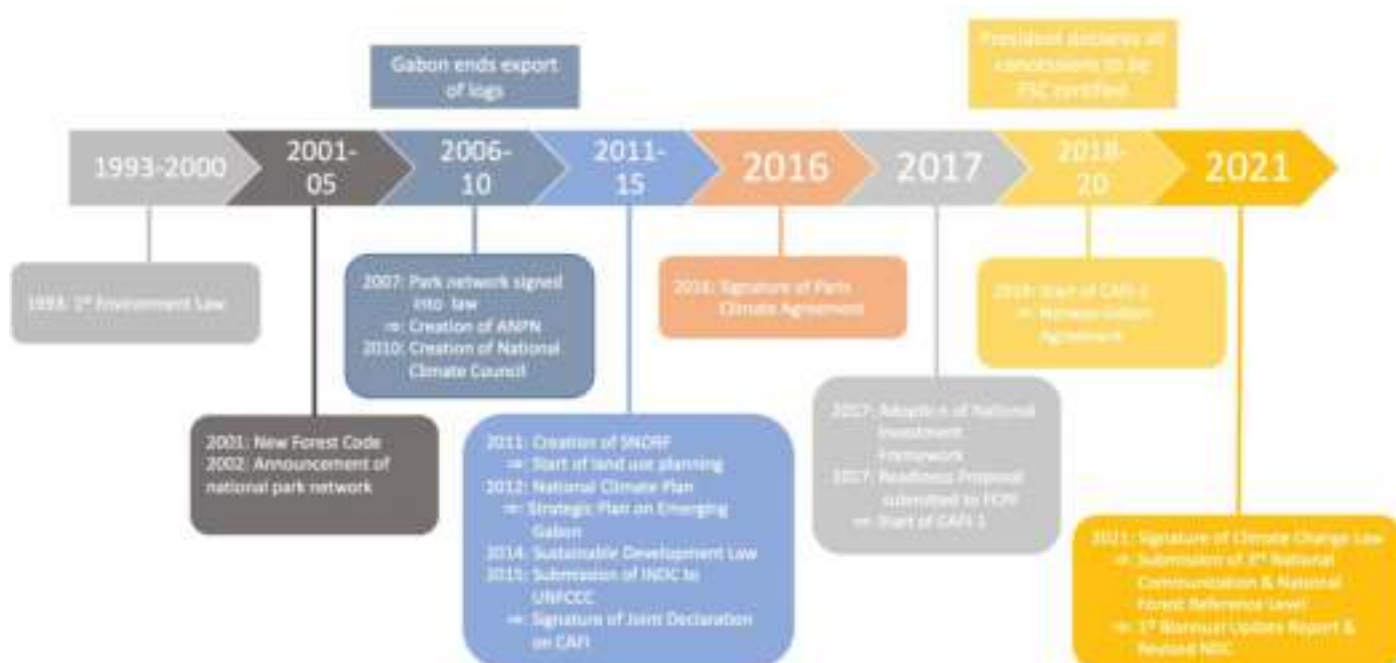 Gabon ends export
of logs
President declares all
concessions to be
FSC certified
1993-2000
2001-
05
2006-
10
2011-
15
2016
2017
2018-
20
2021
1993: 1st Environment Law
2001: New Forest Code
2002: Announcement of
national park network
2007: Park network signed
into law
⇒ Creation of ANPN
2010: Creation of National
Climate Council
2011: Creation of
⇒ Start of land use planning
2012: National Climate Plan
⇒ Strategic Plan on Emerging
Gabon
2014: Sustainable Development Law
2015: Submission of INDC to
UNFCCC
⇒ Signature of Joint Declaration
on CAFI
2016: Signature of Paris
Climate Agreement
2017: Adoption of National
Investment
Framework
2017: Readiness Proposal
submitted to FCPF
⇒ Start of CAFI 1
2019: Start of CAFI 2
⇒
Agreement
2021: Signature of Climate Change Law
⇒ Submission of 3rd National
Communication & National
Forest Reference Level
⇒ 1st Biannual Update Report &
Revised NDC